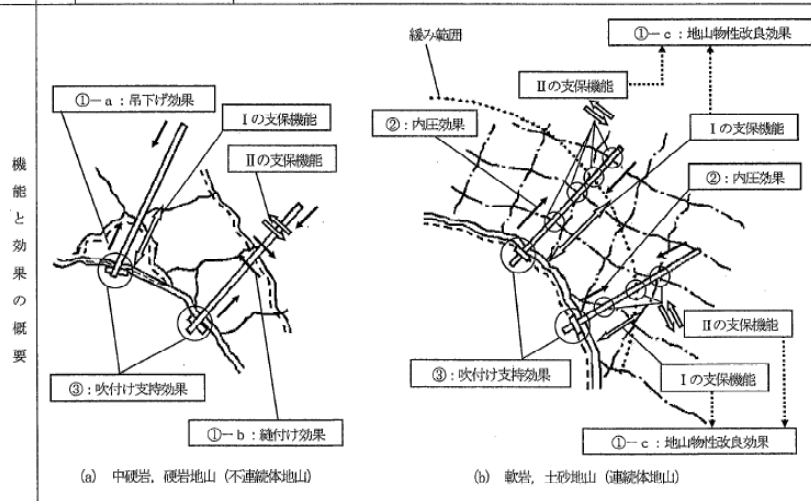 機能と効果の概要
①－a：吊下げ効果
Ⅰの支保機能
Ⅱの支保機能
③：吹付け支持効果
①－b：縫付け効果
(a) 中硬岩，硬岩地山（不連続体地山）
緩み範囲
①－c：地山物性改良効果
Ⅱの支保機能
②：内圧効果
Ⅰの支保機能
②：内圧効果
Ⅱの支保機能
③：吹付け支持効果
Ⅰの支保機能
①－c：地山物性改良効果
(b) 軟岩，土砂地山（連続体地山）